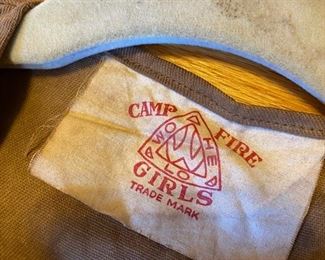 CAMP FIRE
WOHELO
GIRLS
TRADE MARK